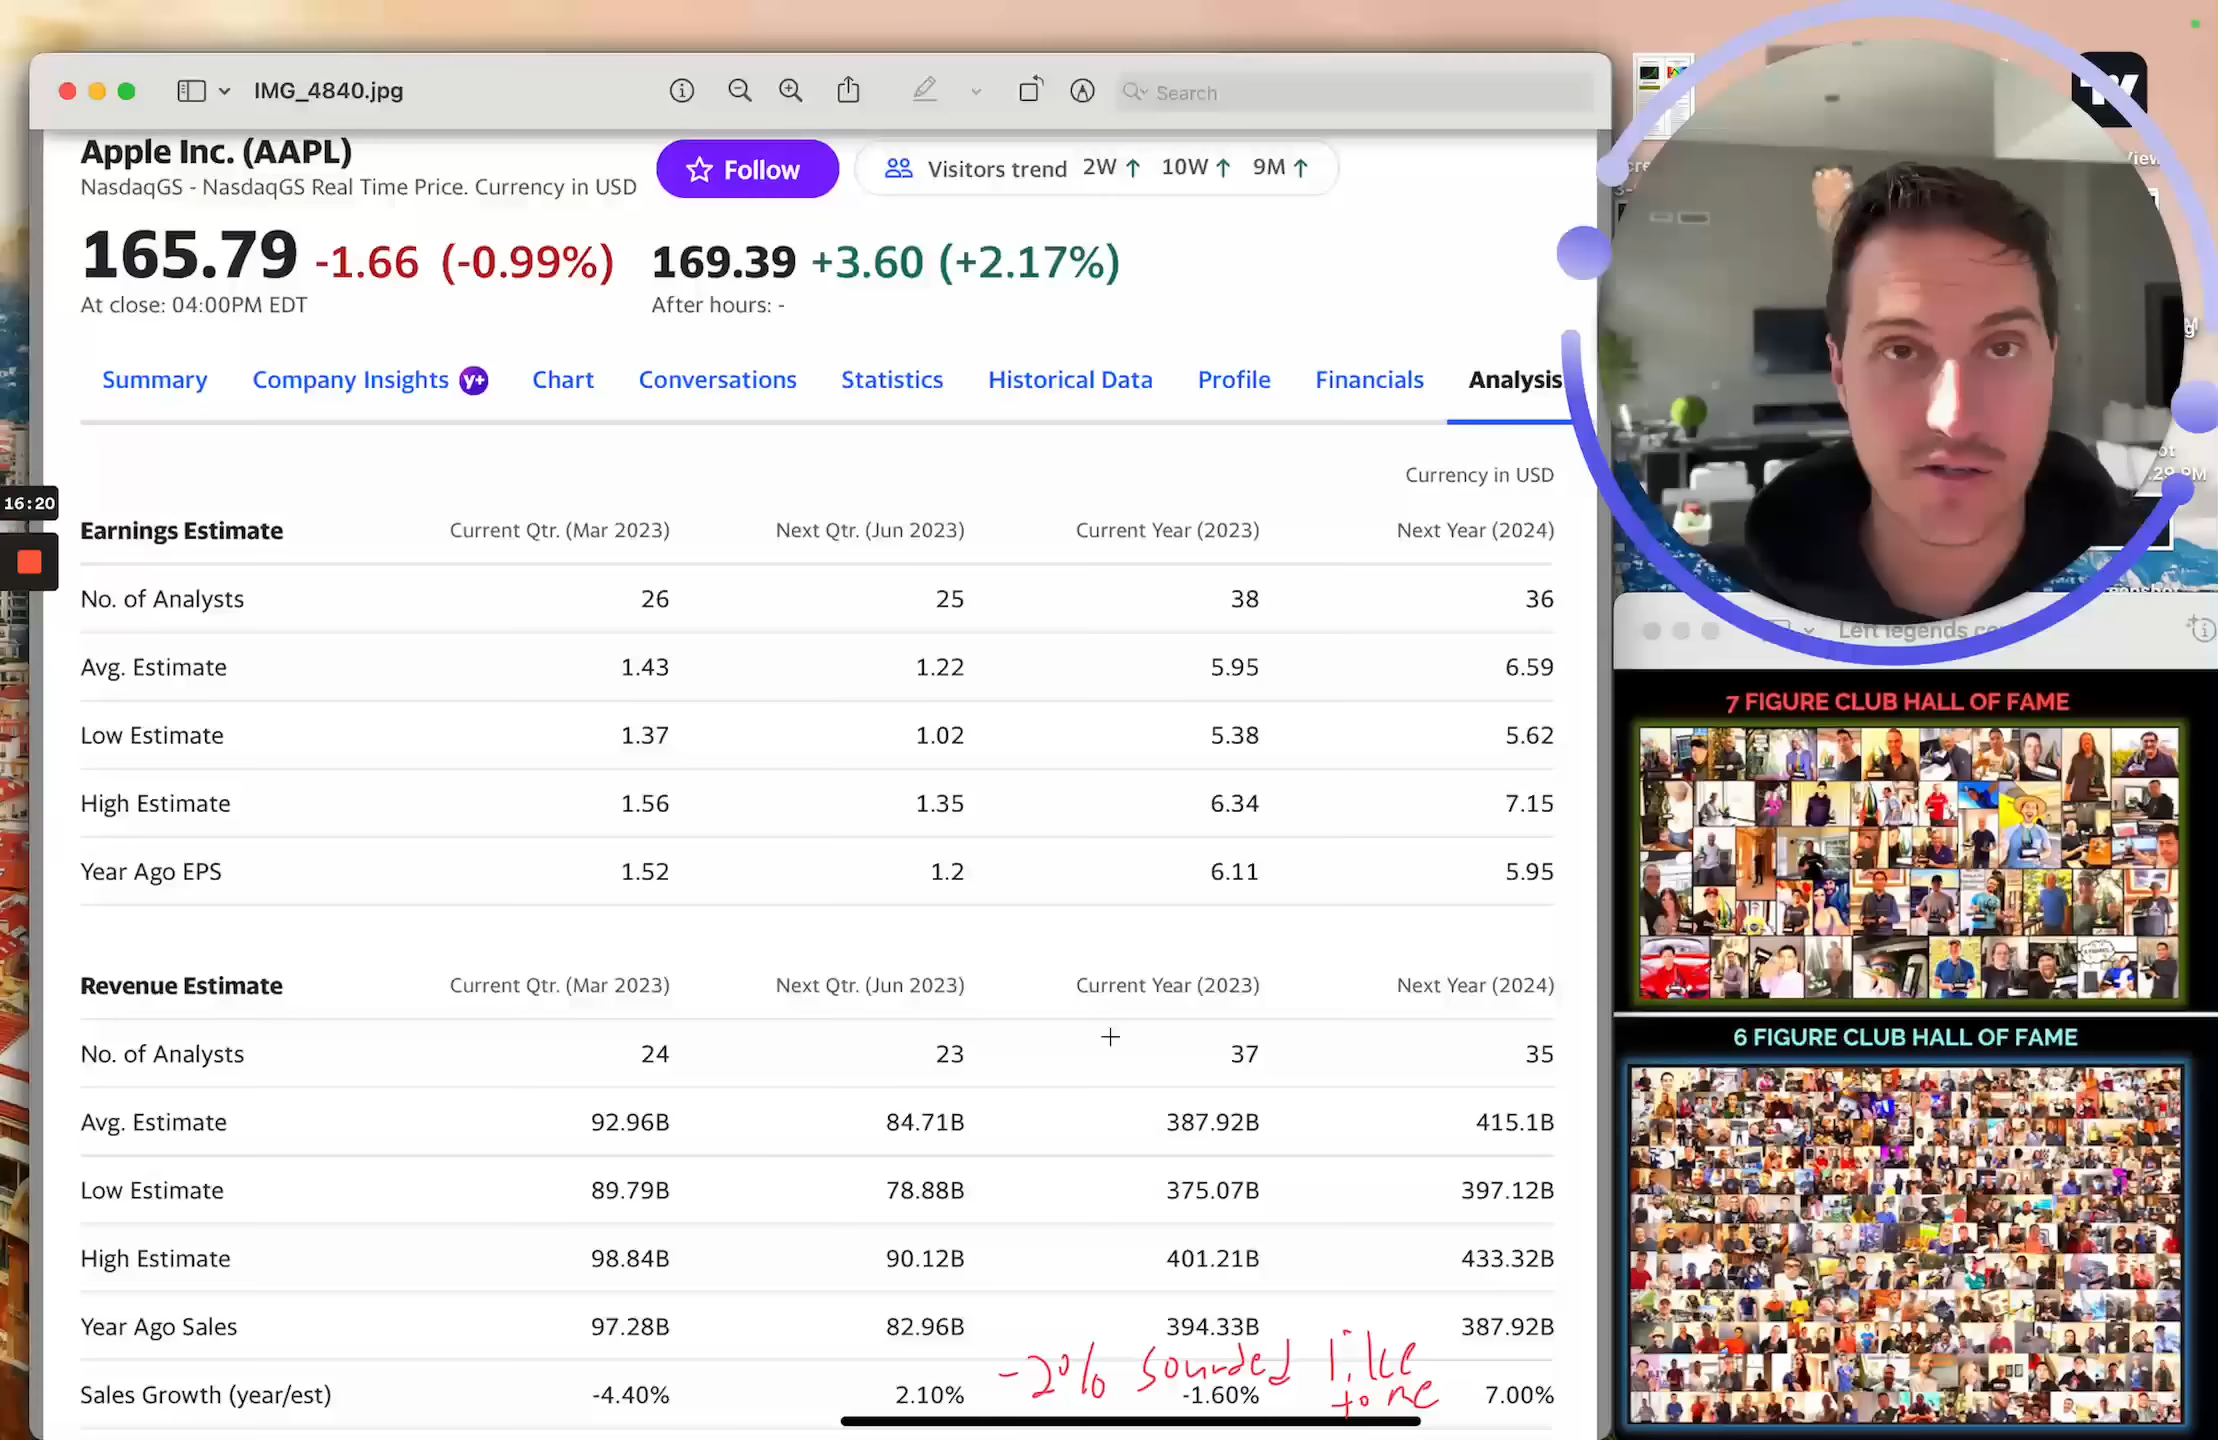 IMG_4840.jpg
Search
Apple Inc. (AAPL)
NasdaqGS - NasdaqGS Real Time Price. Currency in USD
Follow
Visitors trend 2W ↑ 10W ↑ 9M ↑
165.79 -1.66 (-0.99%)
At close: 04:00PM EDT
169.39 +3.60 (+2.17%)
After hours: -
Summary Company Insights y+ Chart Conversations Statistics Historical Data Profile Financials Analysis
Currency in USD
16:20
Earnings Estimate Current Qtr. (Mar 2023) Next Qtr. (Jun 2023) Current Year (2023) Next Year (2024)
No. of Analysts 26 25 38 36
Avg. Estimate 1.43 1.22 5.95 6.59
Low Estimate 1.37 1.02 5.38 5.62
High Estimate 1.56 1.35 6.34 7.15
Year Ago EPS 1.52 1.2 6.11 5.95
Revenue Estimate Current Qtr. (Mar 2023) Next Qtr. (Jun 2023) Current Year (2023) Next Year (2024)
No. of Analysts 24 23 37 35
Avg. Estimate 92.96B 84.71B 387.92B 415.1B
Low Estimate 89.79B 78.88B 375.07B 397.12B
High Estimate 98.84B 90.12B 401.21B 433.32B
Year Ago Sales 97.28B 82.96B 394.33B 387.92B
-2% sounded like
to me
Sales Growth (year/est) -4.40% 2.10% -1.60% 7.00%
Left legends
7 FIGURE CLUB HALL OF FAME
6 FIGURE CLUB HALL OF FAME